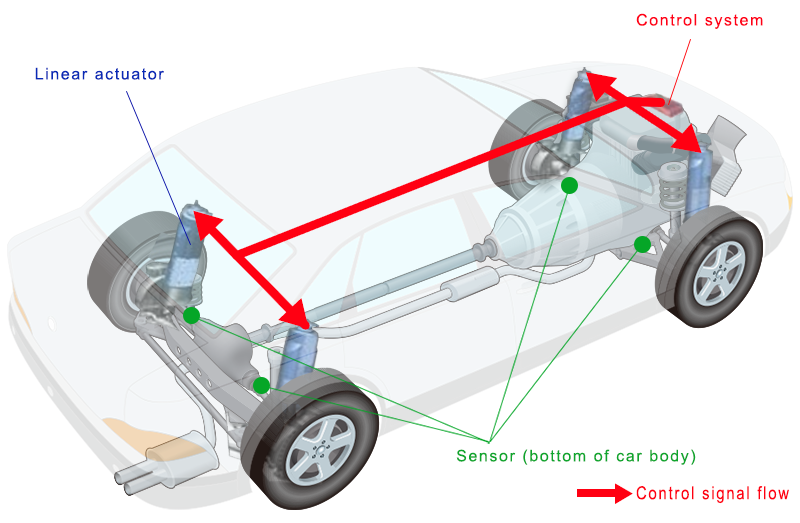 Control system
Linear actuator
Sensor (bottom of car body)
Control signal flow